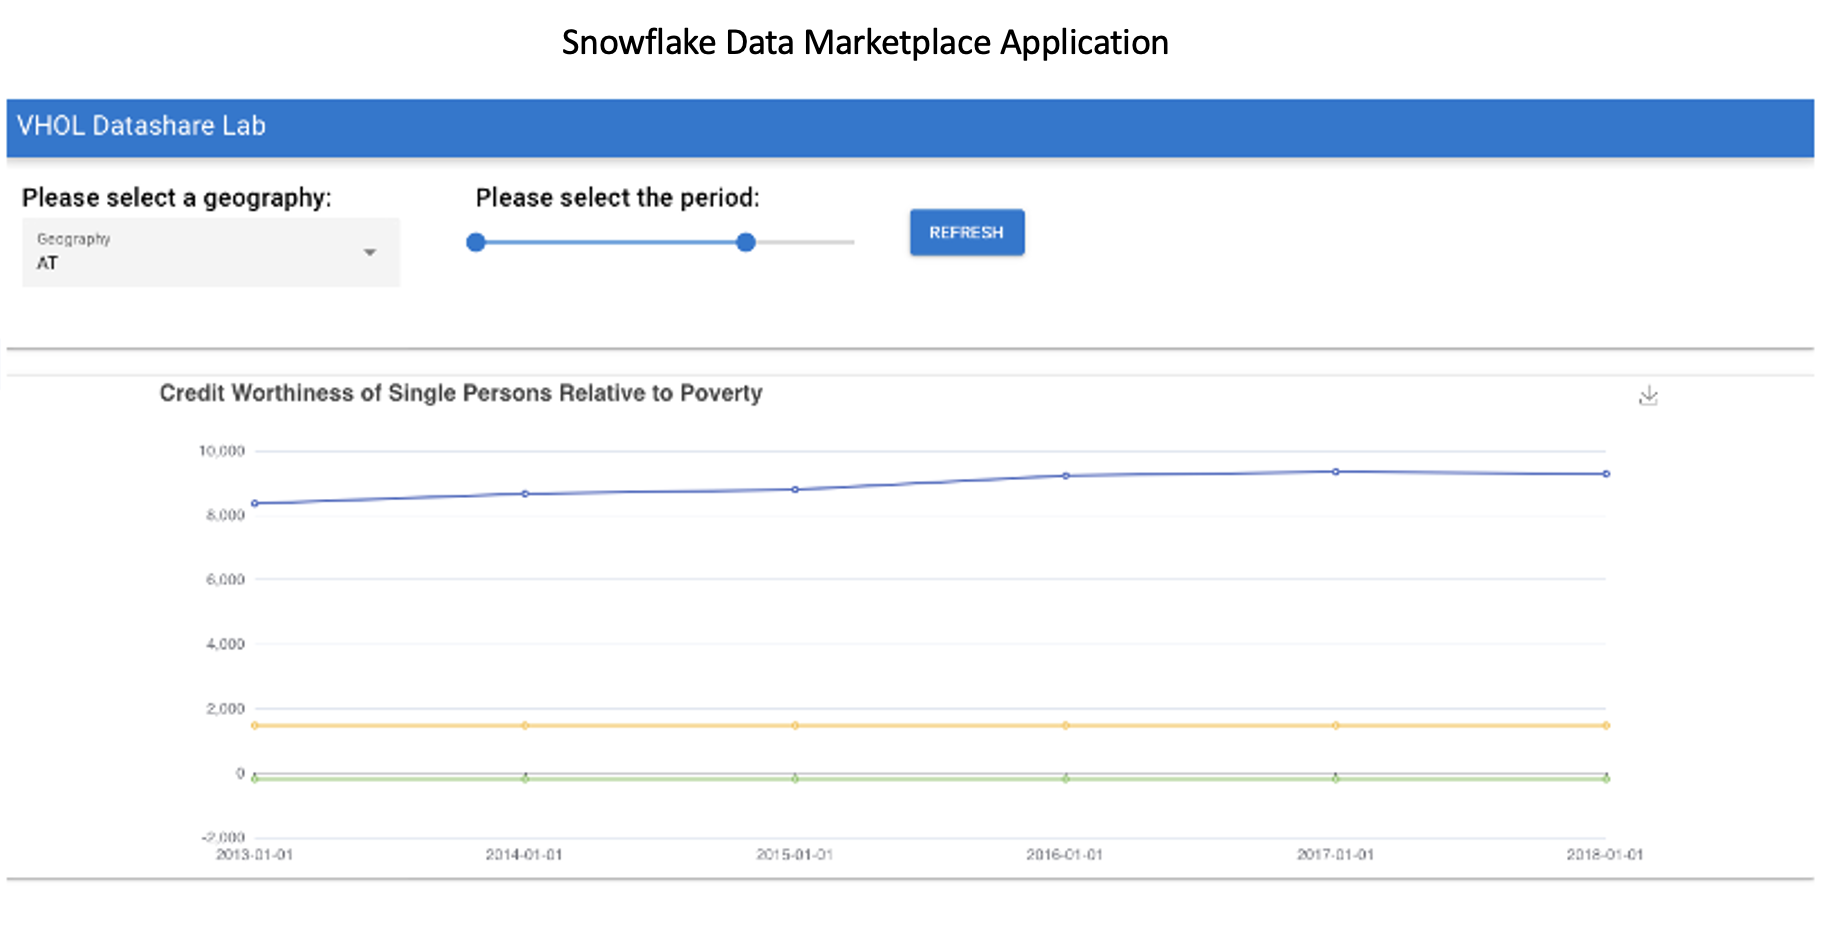 Snowflake Data Marketplace Application
VHOL Datashare Lab
Please select a geography:
Please select the period:
Geography
AT
REFRESH
Credit Worthiness of Single Persons Relative to Poverty
10,000
8,000
6,000
4,000
2,000
0
-2,000
2013-01-01 2014-01-01 2015-01-01 2016-01-01 2017-01-01 2018-01-01